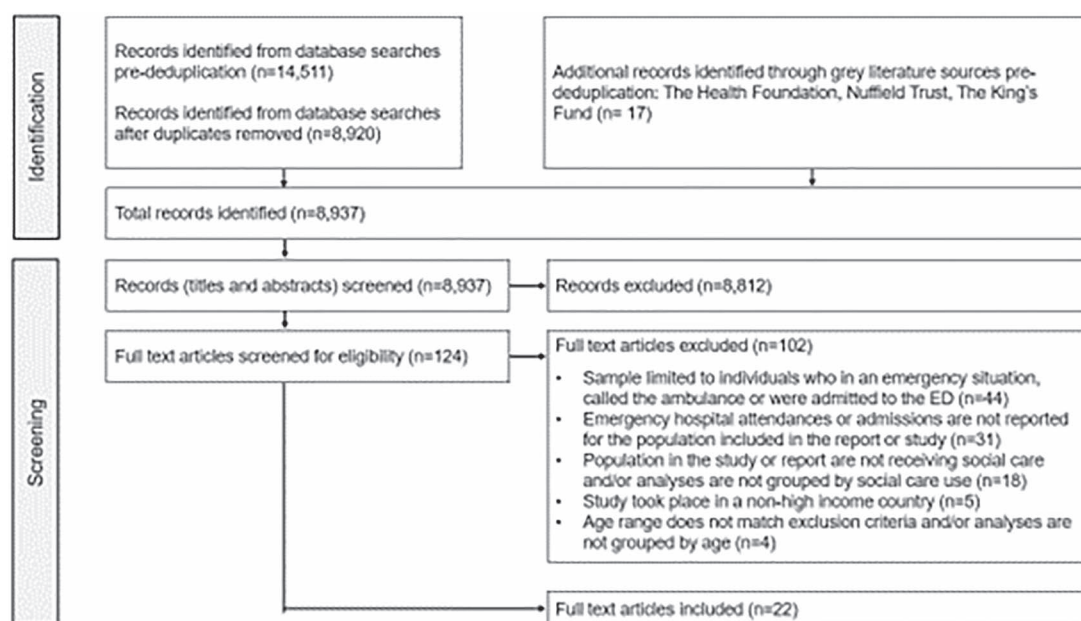 Identification
Records identified from database searches
pre-deduplication (n=14,511)
Records identified from database searches
after duplicates removed (n=8,920)
Additional records identified through grey literature sources pre-
deduplication: The Health Foundation, Nuffield Trust, The King's
Fund (n= 17)
Total records identified (n=8,937)
Screening
Records (titles and abstracts) screened (n=8,937)
Records excluded (n=8,812)
Full text articles screened for eligibility (n=124)
Full text articles excluded (n=102)
• Sample limited to individuals who in an emergency situation,
called the ambulance or were admitted to the ED (n=44)
• Emergency hospital attendances or admissions are not reported
for the population included in the report or study (n=31)
• Population in the study or report are not receiving social care
and/or analyses are not grouped by social care use (n=18)
• Study took place in a non-high income country (n=5)
• Age range does not match exclusion criteria and/or analyses are
not grouped by age (n=4)
Full text articles included (n=22)